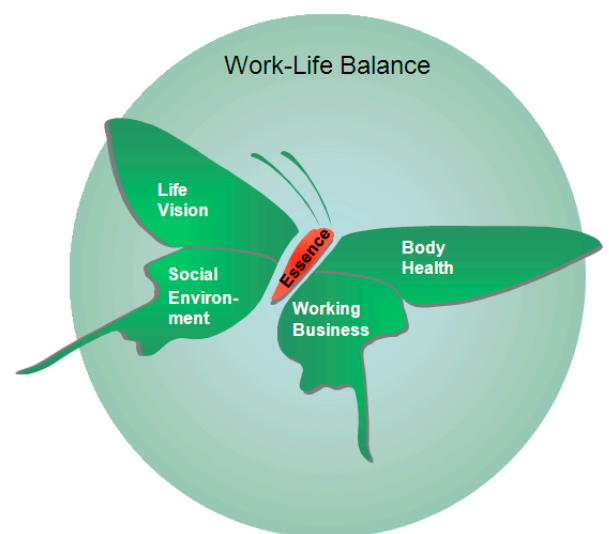 Work-Life Balance
Life
Vision
Social
Environ-
ment
Essence
Body
Health
Working
Business